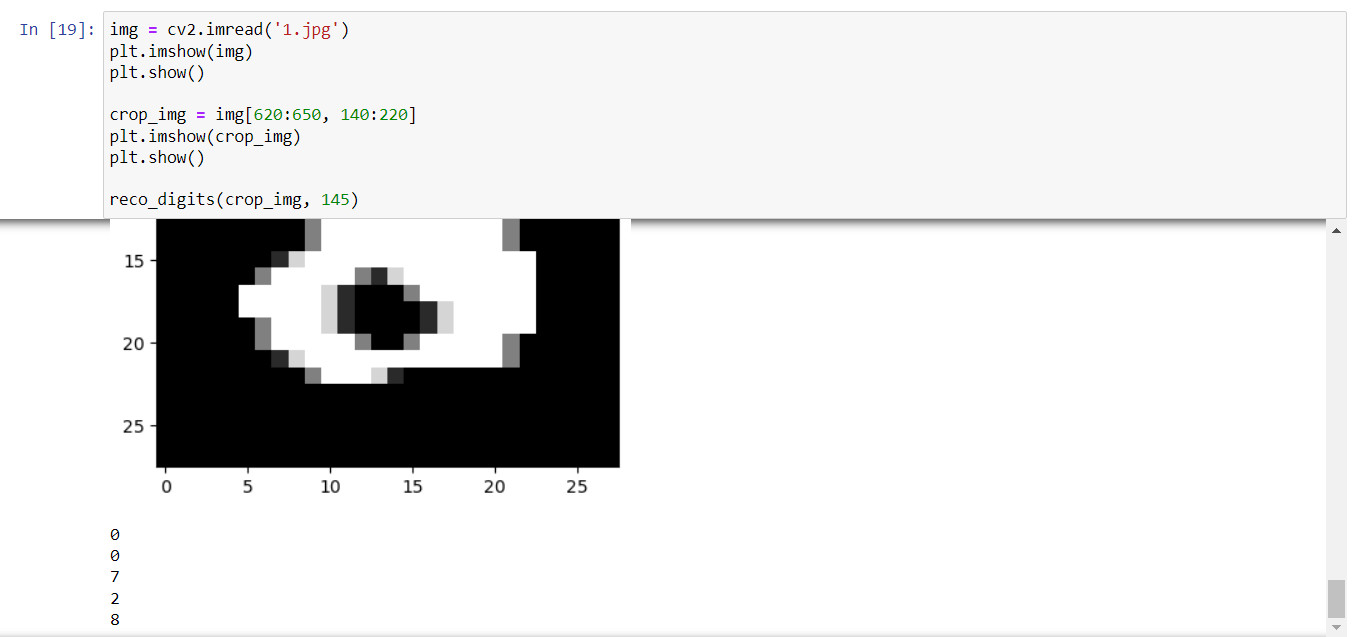 In [19]: img = cv2.imread('1.jpg')
plt.imshow(img)
plt.show()
crop_img = img[620:650, 140:220]
plt.imshow(crop_img)
plt.show()
reco_digits(crop_img, 145)
15
20
25
0 5 10 15 20 25
0
0
7
2
8